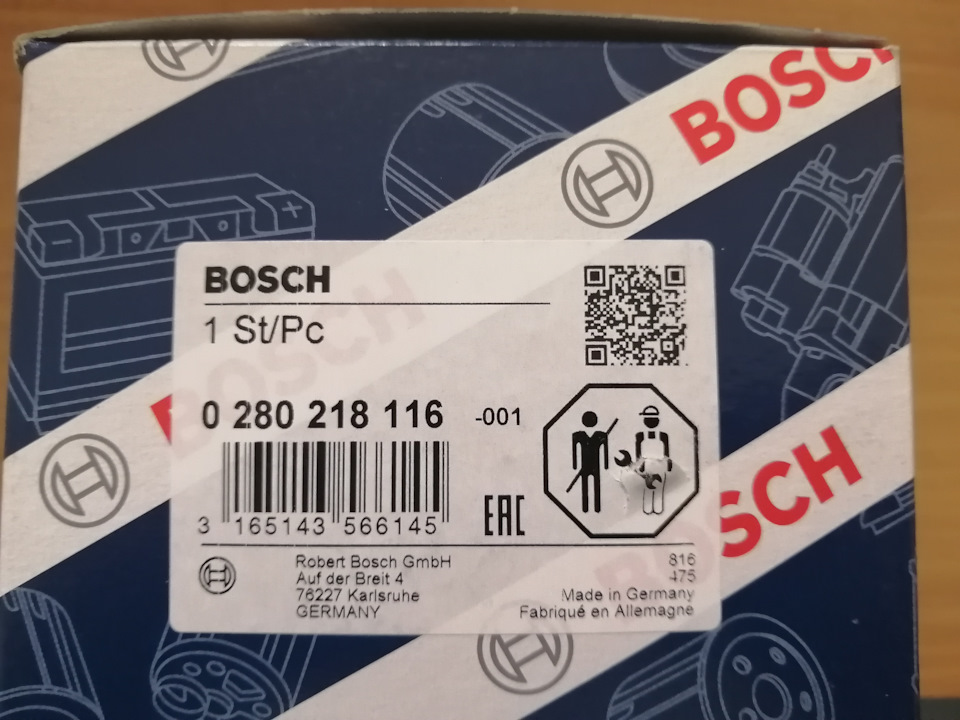 BOSCH
BOSCH
1 St/Pc
0 280 218 116 -001
3 165143 566145
EAC
Robert Bosch GmbH
Auf der Breit 4
76227 Karlsruhe
GERMANY
816
475
Made in Germany
Fabriqué en Allemagne
BOSCH
BOSCH